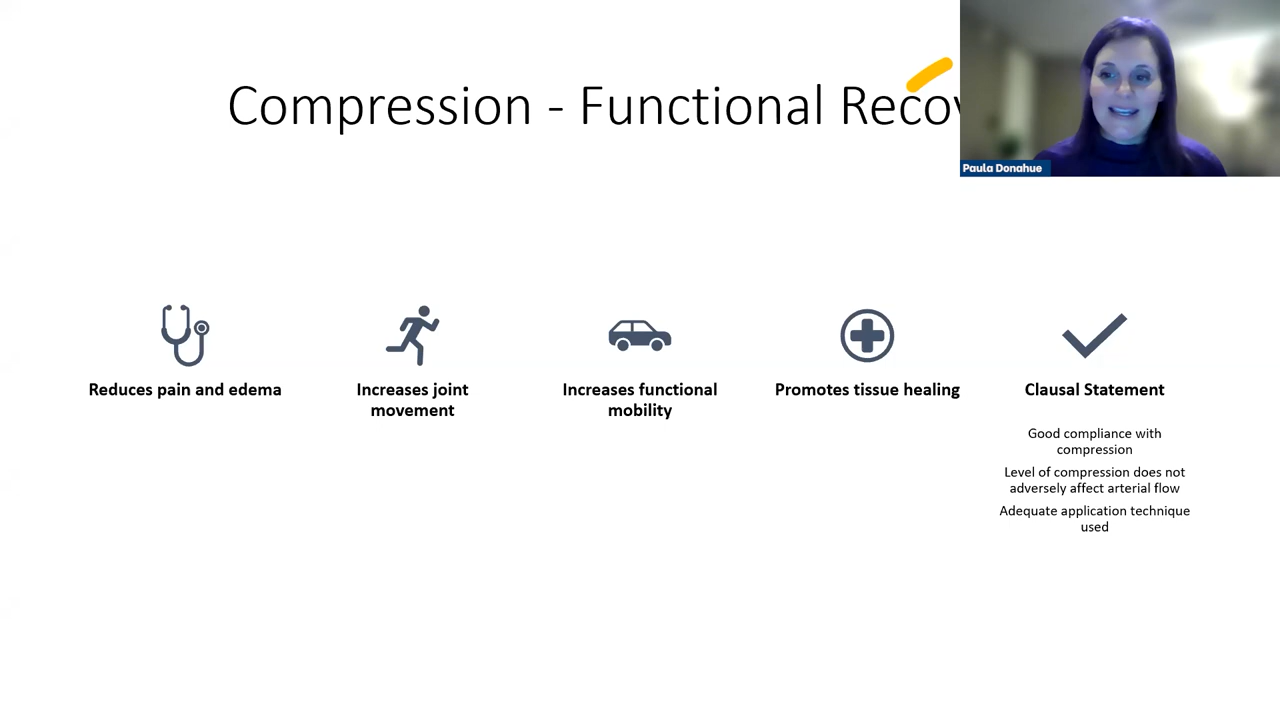 Compression - Functional Recov
Paula Donahue
Reduces pain and edema
Increases joint
movement
Increases functional
mobility
Promotes tissue healing
Clausal Statement
Good compliance with
compression
Level of compression does not
adversely affect arterial flow
Adequate application technique
used